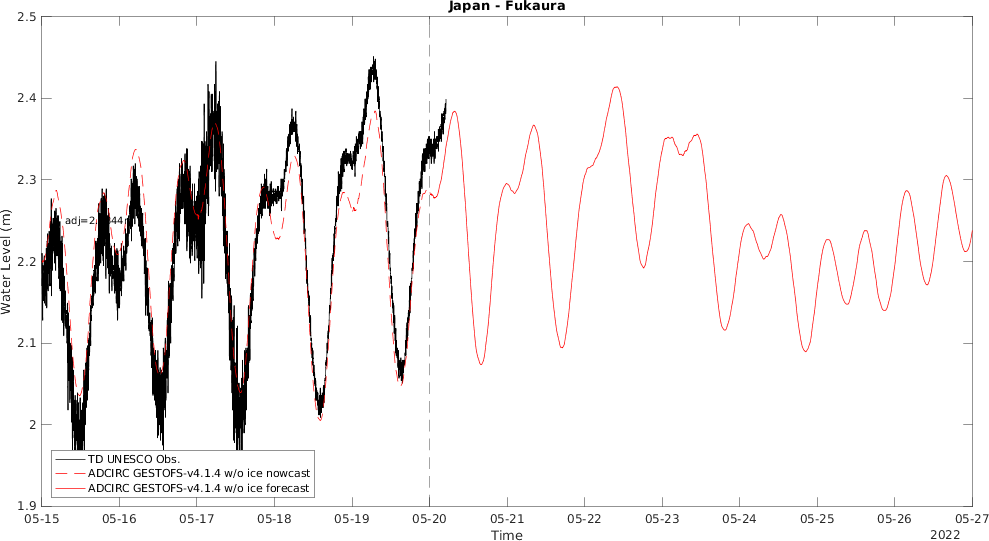 Japan - Fukaura
2.5
2.4
2.3
2.2
2.1
2
1.9
Water Level (m)
TD UNESCO Obs.
ADCIRC GESTOFS-v4.1.4 w/o ice nowcast
ADCIRC GESTOFS-v4.1.4 w/o ice forecast
05-15 05-16 05-17 05-18 05-19 05-20 05-21 05-22 05-23 05-24 05-25 05-26 05-27
Time
2022